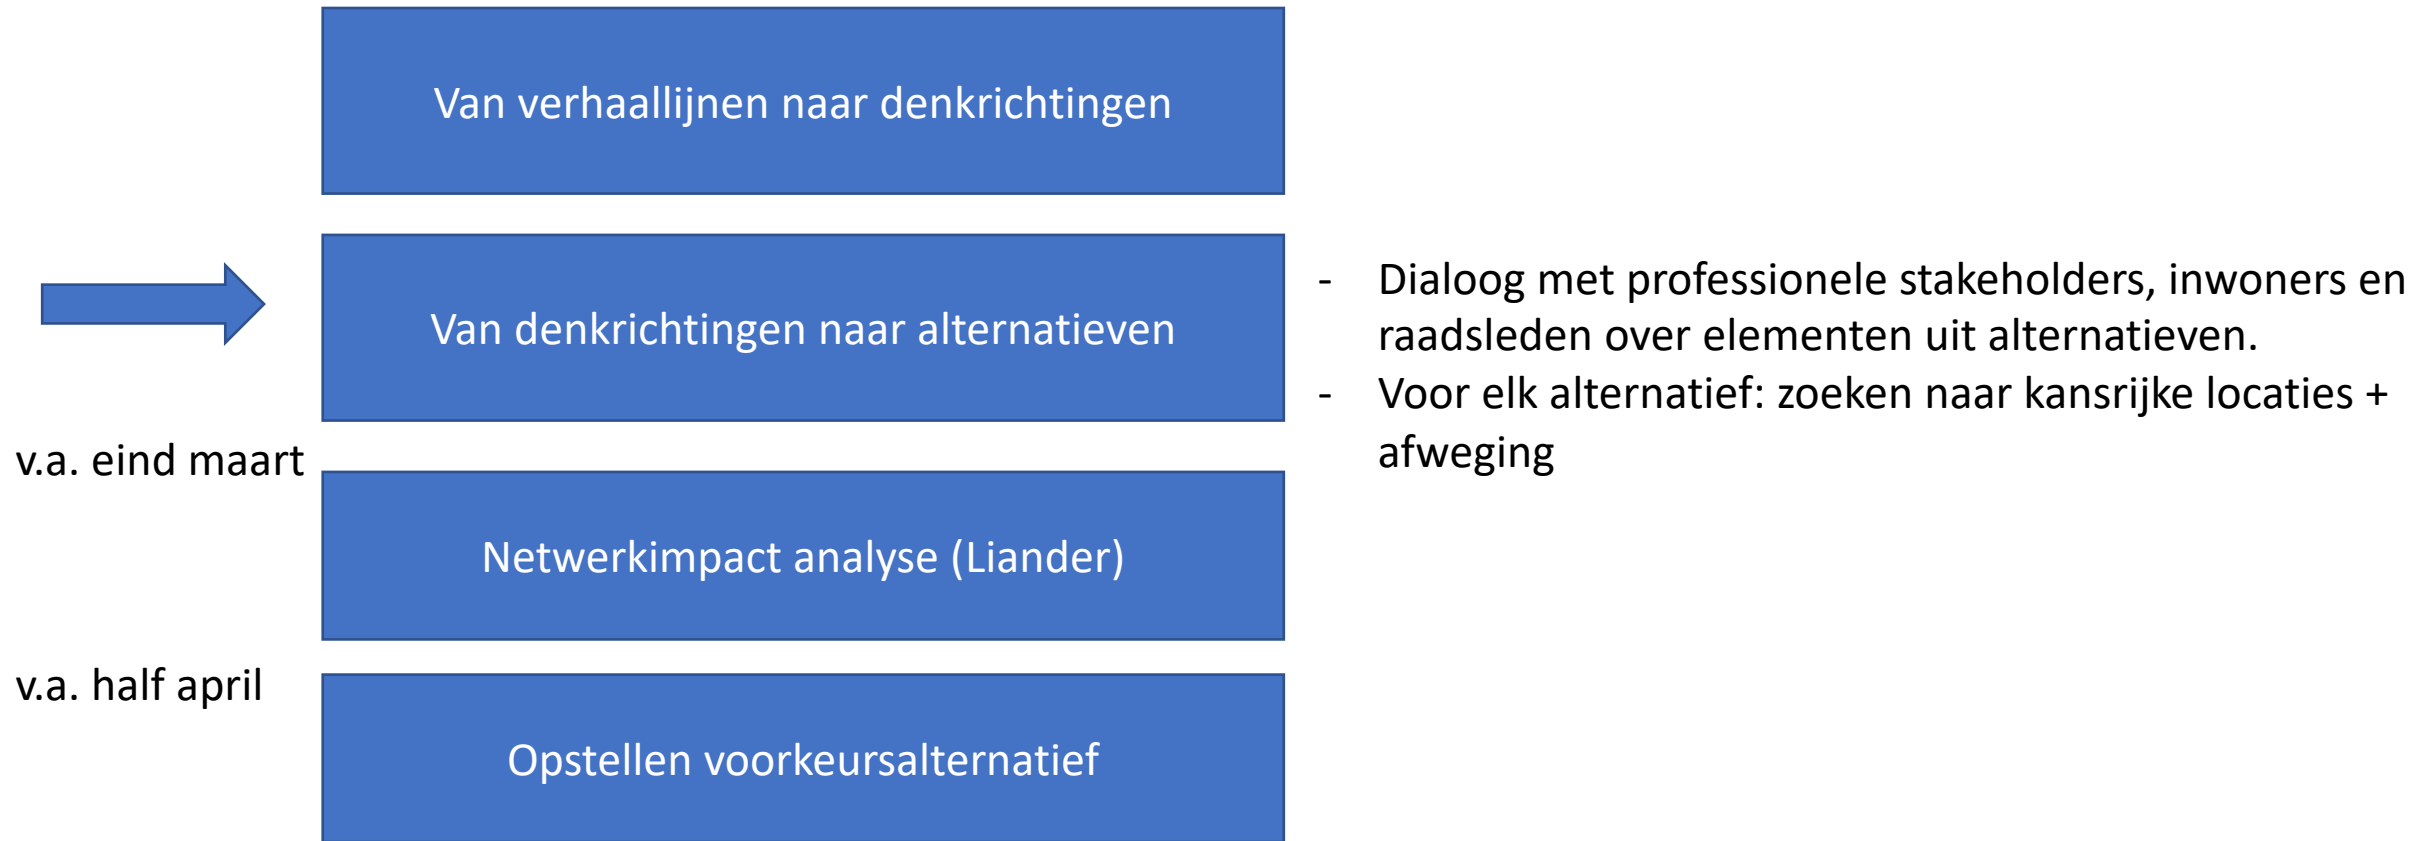 Van verhaallijnen naar denkrichtingen
Van denkrichtingen naar alternatieven
- Dialoog met professionele stakeholders, inwoners en
raadsleden over elementen uit alternatieven.
- Voor elk alternatief: zoeken naar kansrijke locaties +
afweging
v.a. eind maart
Netwerkimpact analyse (Liander)
v.a. half april
Opstellen voorkeursalternatief